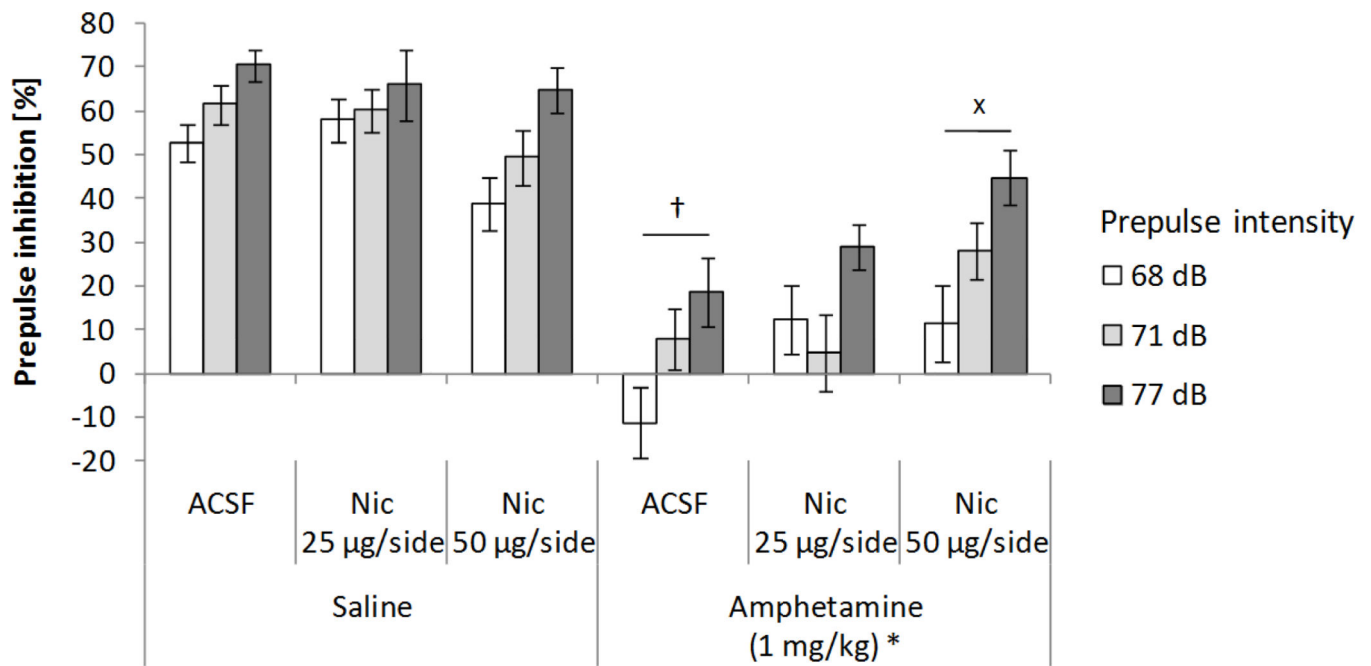 80
70
60
50
40
30
20
10
0
-10
-20
Prepulse inhibition [%]
†
x
Prepulse intensity
68 dB
71 dB
77 dB
ACSF
Nic
25 µg/side
Nic
50 µg/side
ACSF
Nic
25 µg/side
Nic
50 µg/side
Saline
Amphetamine
(1 mg/kg) *